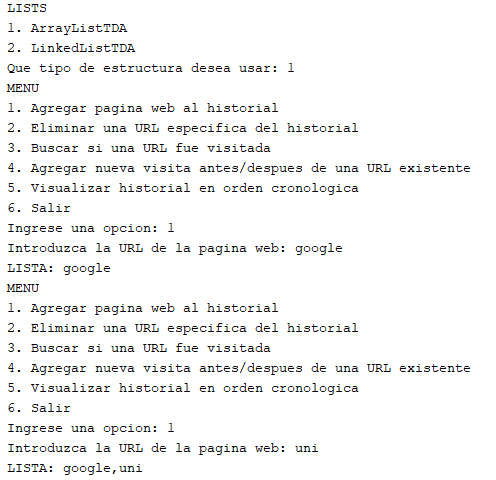 LISTS
1. ArrayListTDA
2. LinkedListTDA
Que tipo de estructura desea usar: 1
MENU
1. Agregar pagina web al historial
2. Eliminar una URL especifica del historial
3. Buscar si una URL fue visitada
4. Agregar nueva visita antes/despues de una URL existente
5. Visualizar historial en orden cronologica
6. Salir
Ingrese una opcion: 1
Introduzca la URL de la pagina web: google
LISTA: google
MENU
1. Agregar pagina web al historial
2. Eliminar una URL especifica del historial
3. Buscar si una URL fue visitada
4. Agregar nueva visita antes/despues de una URL existente
5. Visualizar historial en orden cronologica
6. Salir
Ingrese una opcion: 1
Introduzca la URL de la pagina web: uni
LISTA: google,uni